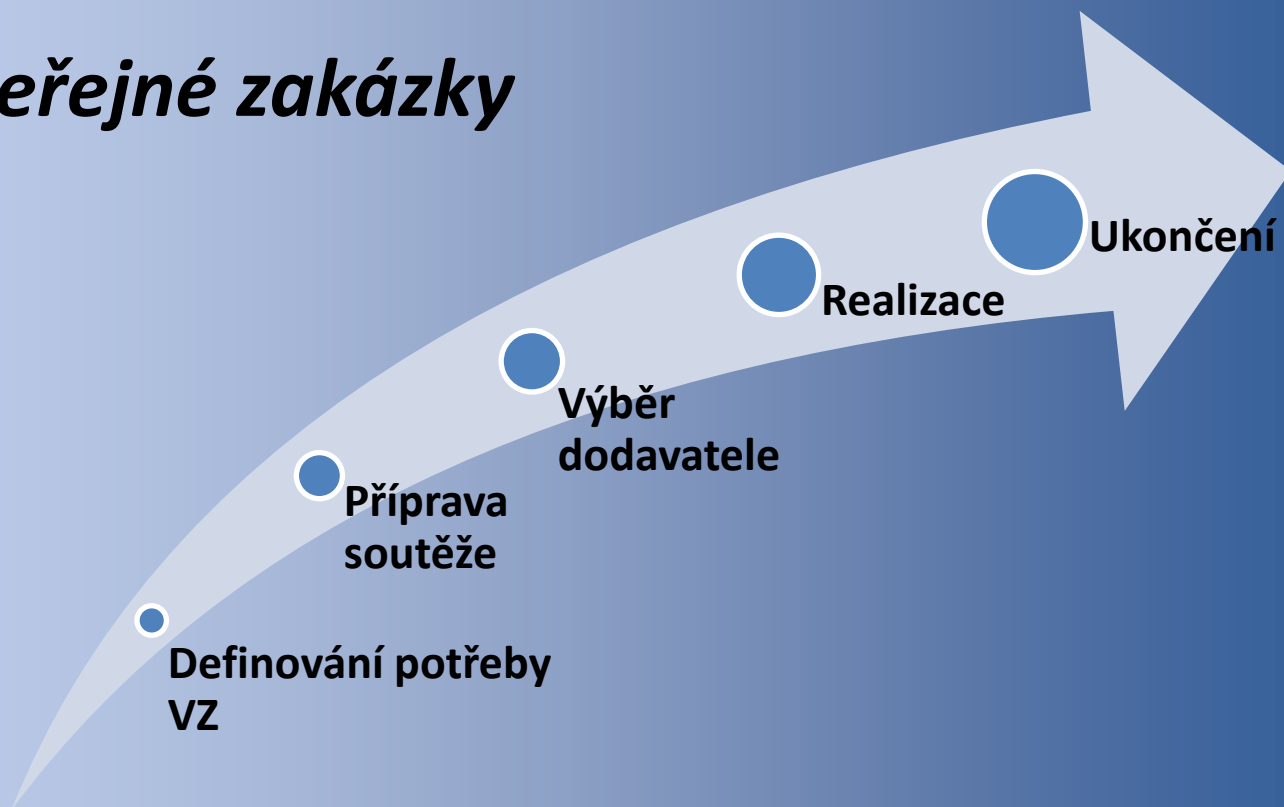 eřejné zakázky
Ukončení
Realizace
Výběr
dodavatele
Příprava
soutěže
Definování potřeby
VZ